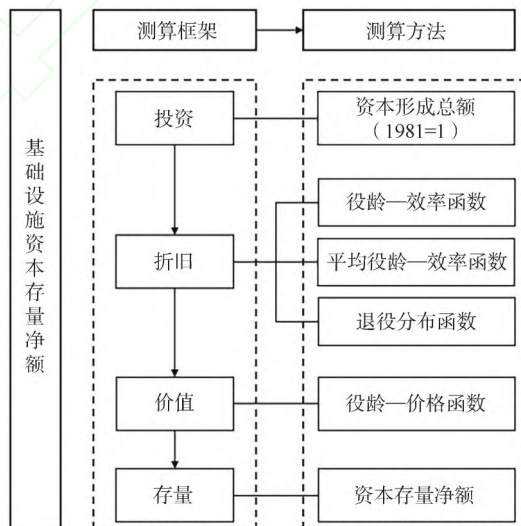 基础设施资本存量净额
测算框架
测算方法
投资
资本形成总额
（1981=1）
役龄—效率函数
折旧
平均役龄—效率函数
退役分布函数
价值
役龄—价格函数
存量
资本存量净额